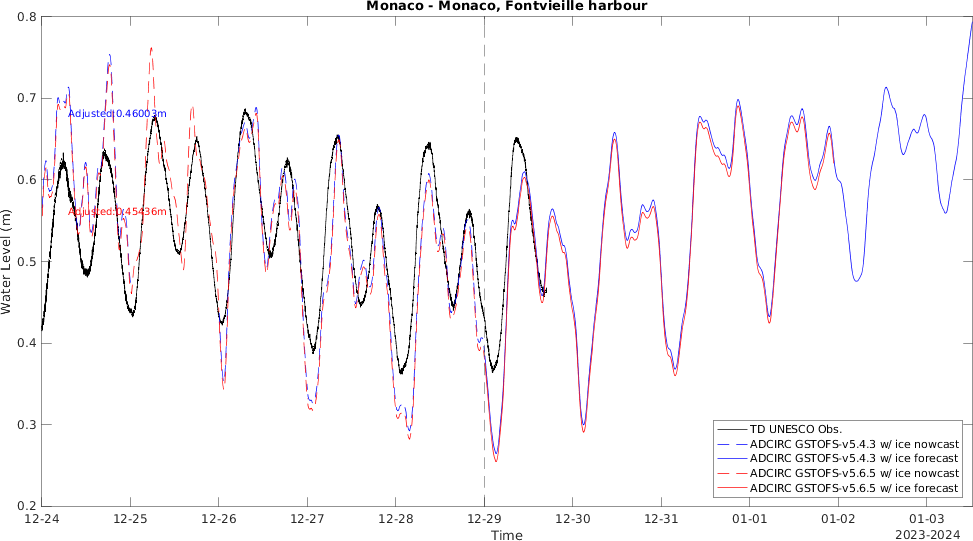 Monaco - Monaco, Fontvieille harbour
0.8
0.7
0.6
0.5
0.4
0.3
0.2
Water Level (m)
Adjusted:0.46003m
Adjusted:0.45436m
TD UNESCO Obs.
ADCIRC GSTOFS-v5.4.3 w/ ice nowcast
ADCIRC GSTOFS-v5.4.3 w/ ice forecast
ADCIRC GSTOFS-v5.6.5 w/ ice nowcast
ADCIRC GSTOFS-v5.6.5 w/ ice forecast
12-24 12-25 12-26 12-27 12-28 12-29 12-30 12-31 01-01 01-02 01-03
Time
2023-2024